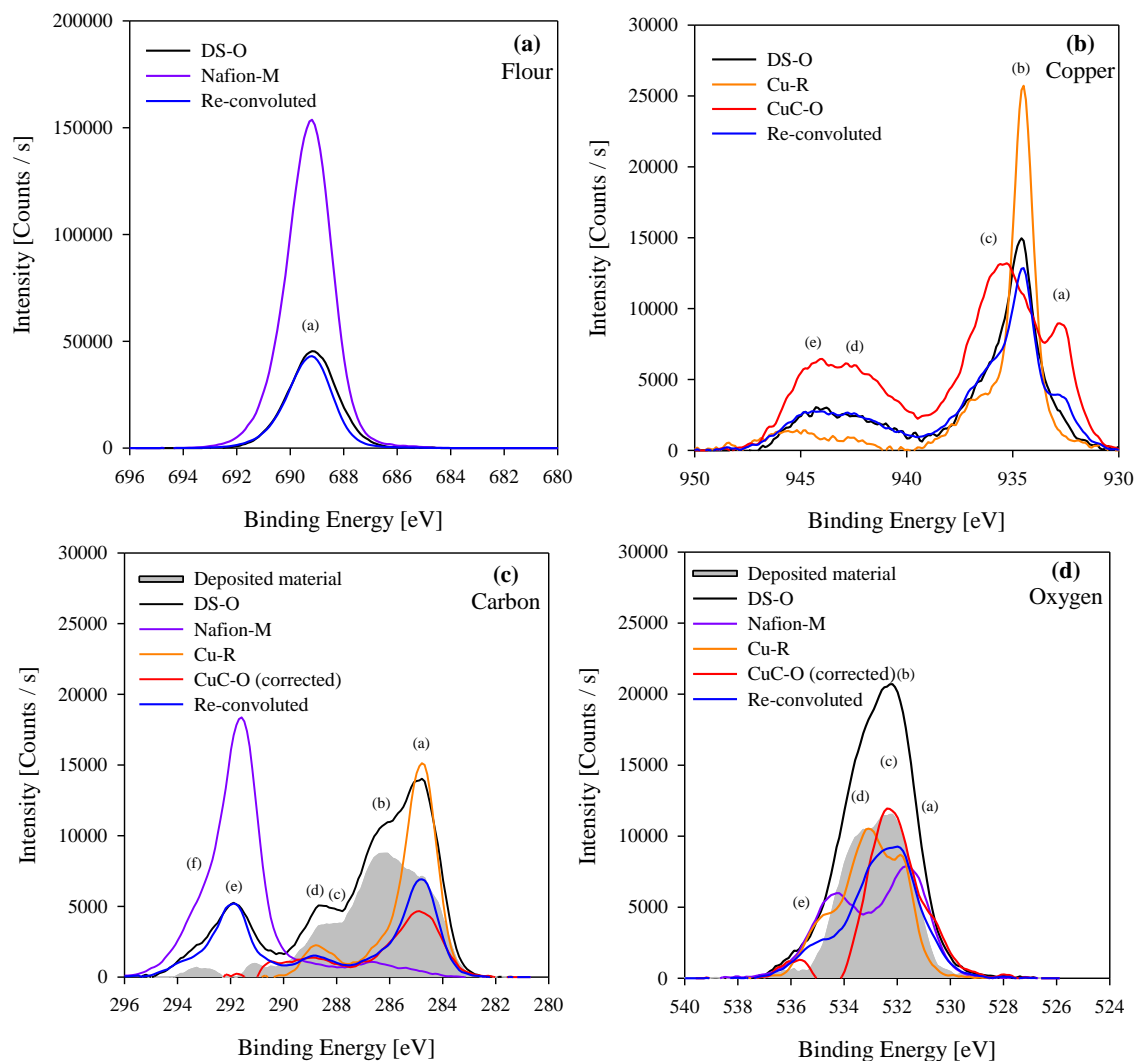 (a)
Flour
DS-O
Nafion-M
Re-convoluted
(a)
200000
150000
100000
50000
0
696 694 692 690 688 686 684 682 680
Binding Energy [eV]
Intensity [Counts / s]
(b)
Copper
DS-O
Cu-R
CuC-O
Re-convoluted
(b)
(c)
(a)
(e)
(d)
30000
25000
20000
15000
10000
5000
0
950 945 940 935 930
Binding Energy [eV]
Intensity [Counts / s]
(c)
Carbon
Deposited material
DS-O
Nafion-M
Cu-R
CuC-O (corrected)
Re-convoluted
(a)
(b)
(d)
(c)
(f)
(e)
30000
25000
20000
15000
10000
5000
0
296 294 292 290 288 286 284 282 280
Binding Energy [eV]
Intensity [Counts / s]
(d)
Oxygen
Deposited material
DS-O
Nafion-M
Cu-R
CuC-O (corrected)
Re-convoluted
(b)
(c)
(d)
(a)
(e)
30000
25000
20000
15000
10000
5000
0
540 538 536 534 532 530 528 526 524
Binding Energy [eV]
Intensity [Counts / s]